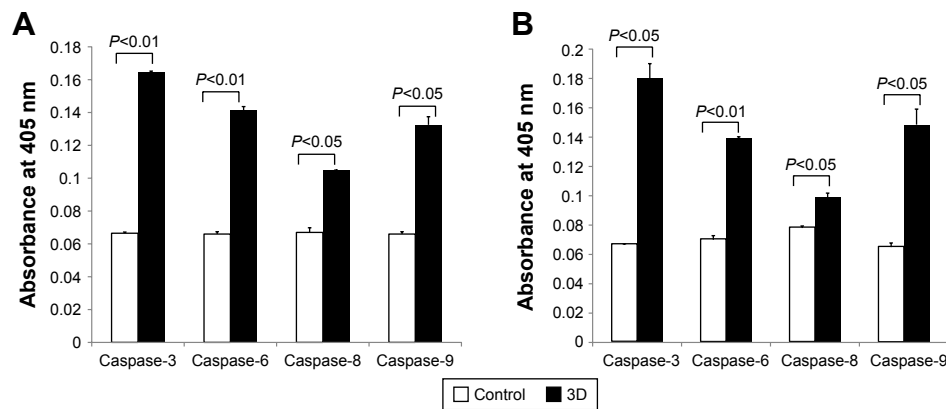 A
Absorbance at 405 nm
0.18
0.16
0.14
0.12
0.1
0.08
0.06
0.04
0.02
0
P<0.01
P<0.01
P<0.05
P<0.05
Caspase-3 Caspase-6 Caspase-8 Caspase-9
B
Absorbance at 405 nm
0.2
0.18
0.16
0.14
0.12
0.1
0.08
0.06
0.04
0.02
0
P<0.05
P<0.01
P<0.05
P<0.05
Caspase-3 Caspase-6 Caspase-8 Caspase-9
Control 3D